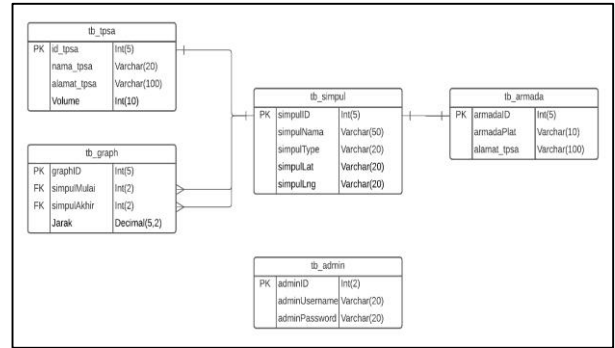 tb_tpsa
PK id_tpsa Int(5)
nama_tpsa Varchar(20)
alamat_tpsa Varchar(100)
Volume Int(10)
tb_graph
PK graphID Int(5)
FK simpulMulai Int(2)
FK simpulAkhir Int(2)
Jarak Decimal(5,2)
tb_simpul
PK simpulID Int(5)
simpulNama Varchar(50)
simpulType Varchar(20)
simpulLat Varchar(20)
simpulLng Varchar(20)
tb_armada
PK armadaID Int(5)
armadaPlat Varchar(10)
alamat_tpsa Varchar(100)
tb_admin
PK adminID Int(2)
adminUsername Varchar(20)
adminPassword Varchar(20)